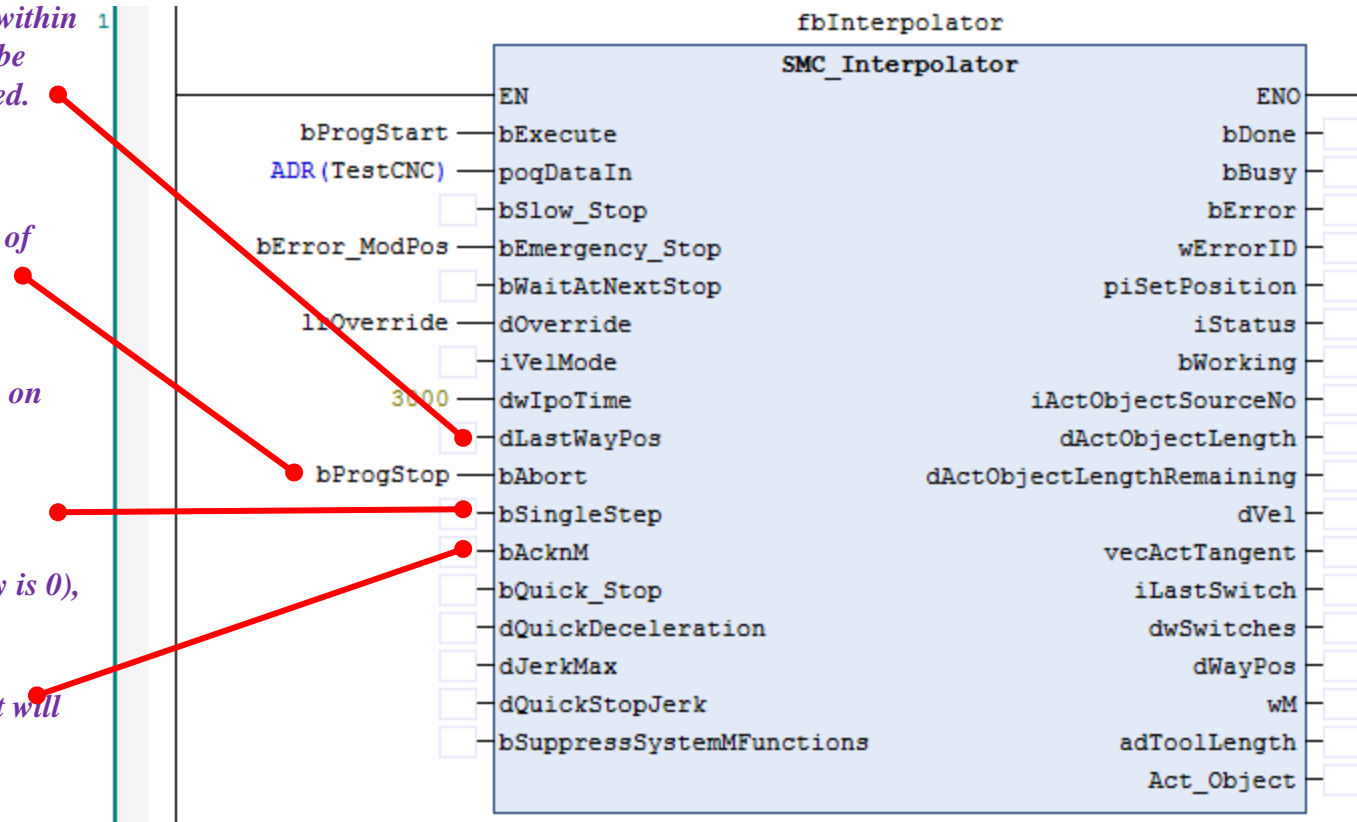 within
be
ed.
of
on
y is 0),
t will
1
fbInterpolator
SMC_Interpolator
EN ENO
bProgStart bExecute bDone
ADR(TestCNC) poqDataIn bBusy
bSlow_Stop bError
bError_ModPos bEmergency_Stop wErrorID
bWaitAtNextStop piSetPosition
lrOverride dOverride iStatus
iVelMode bWorking
3000 dwIpoTime iActObjectSourceNo
dLastWayPos dActObjectLength
bProgStop bAbort dActObjectLengthRemaining
bSingleStep dVel
bAcknM vecActTangent
bQuick_Stop iLastSwitch
dQuickDeceleration dwSwitches
dJerkMax dWayPos
dQuickStopJerk wM
bSuppressSystemMFunctions adToolLength
Act_Object